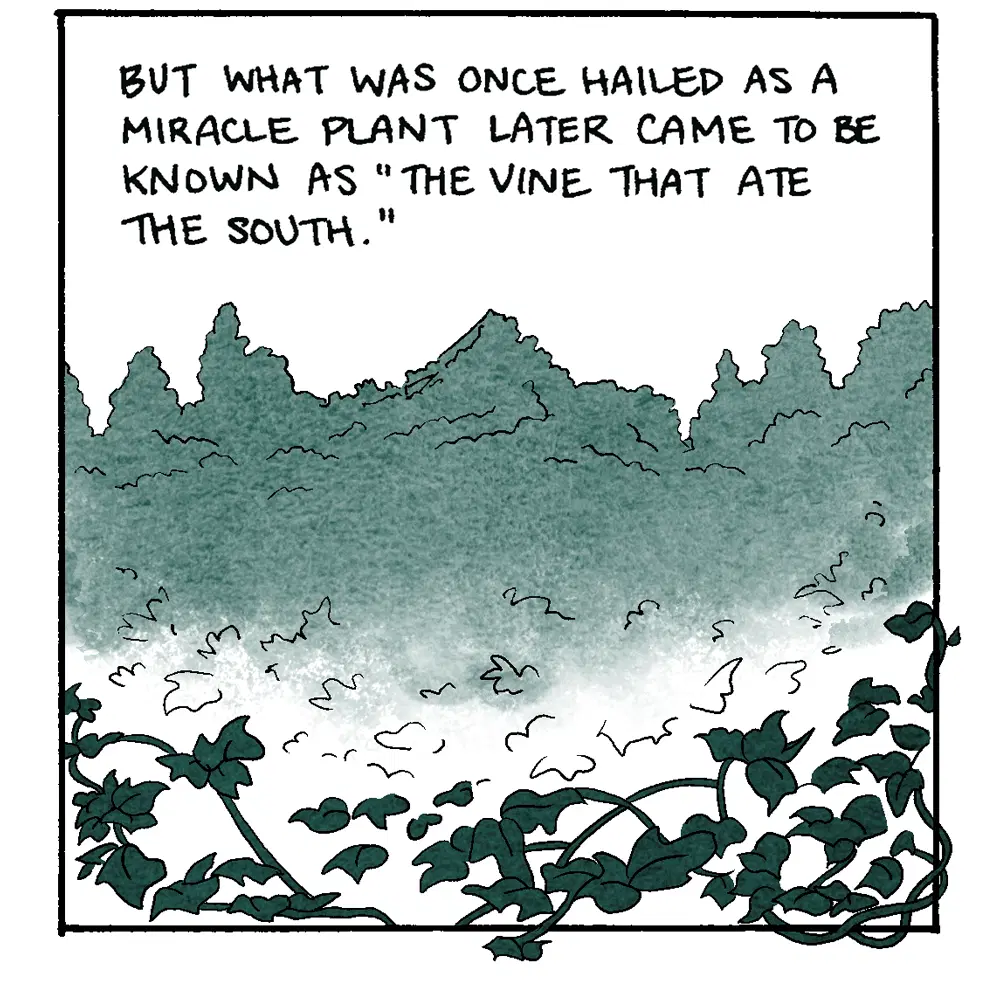 BUT WHAT WAS ONCE HAILED AS A
MIRACLE PLANT LATER CAME TO BE
KNOWN AS "THE VINE THAT ATE
THE SOUTH."